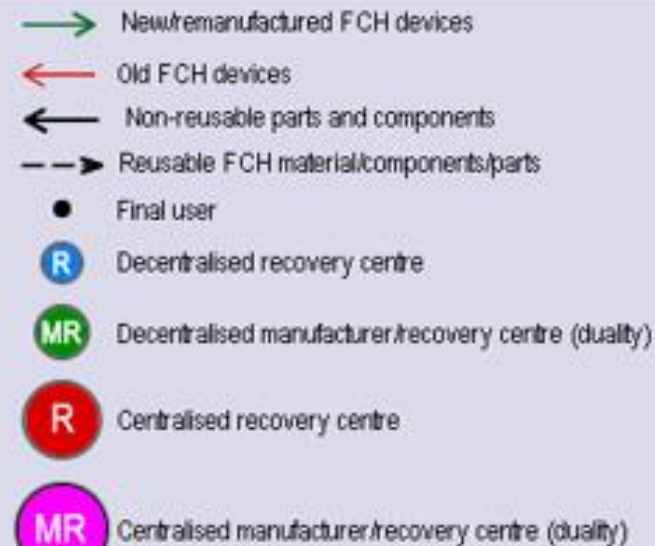 New/remanufactured FCH devices
Old FCH devices
Non-reusable parts and components
Reusable FCH material/components/parts
Final user
R Decentralised recovery centre
MR Decentralised manufacturer/recovery centre (duality)
R Centralised recovery centre
MR Centralised manufacturer/recovery centre (duality)